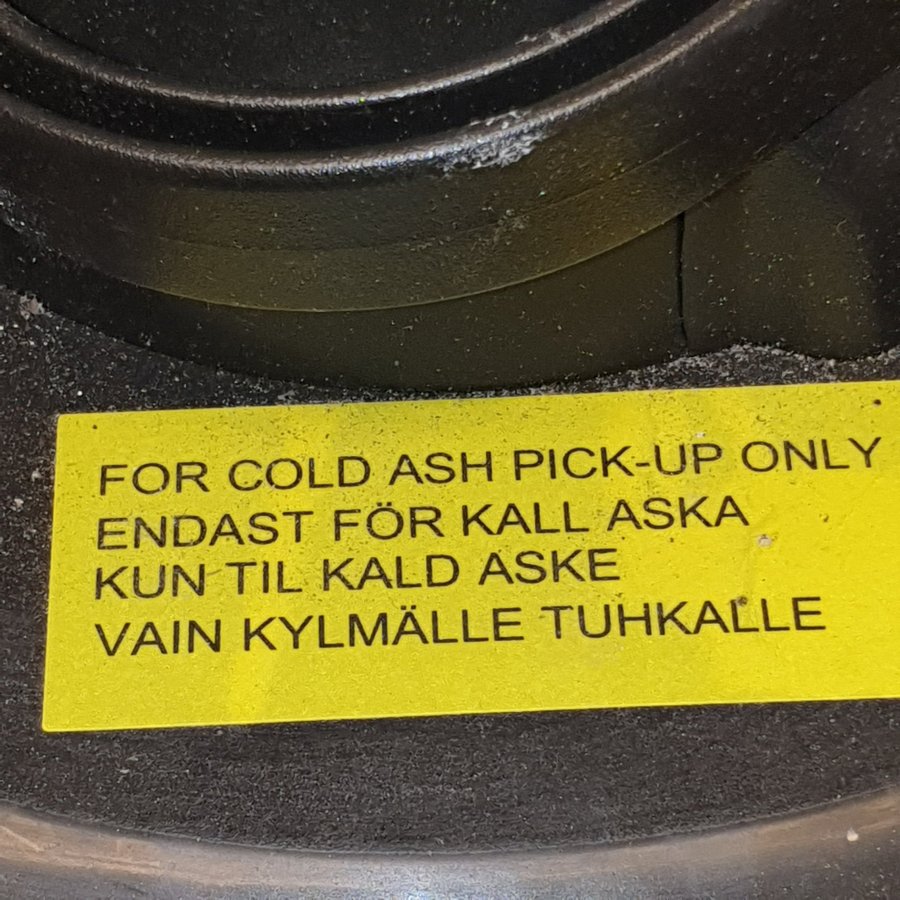 FOR COLD ASH PICK-UP ONLY
ENDAST FÖR KALL ASKA
KUN TIL KALD ASKE
VAIN KYLMÄLLE TUHKALLE